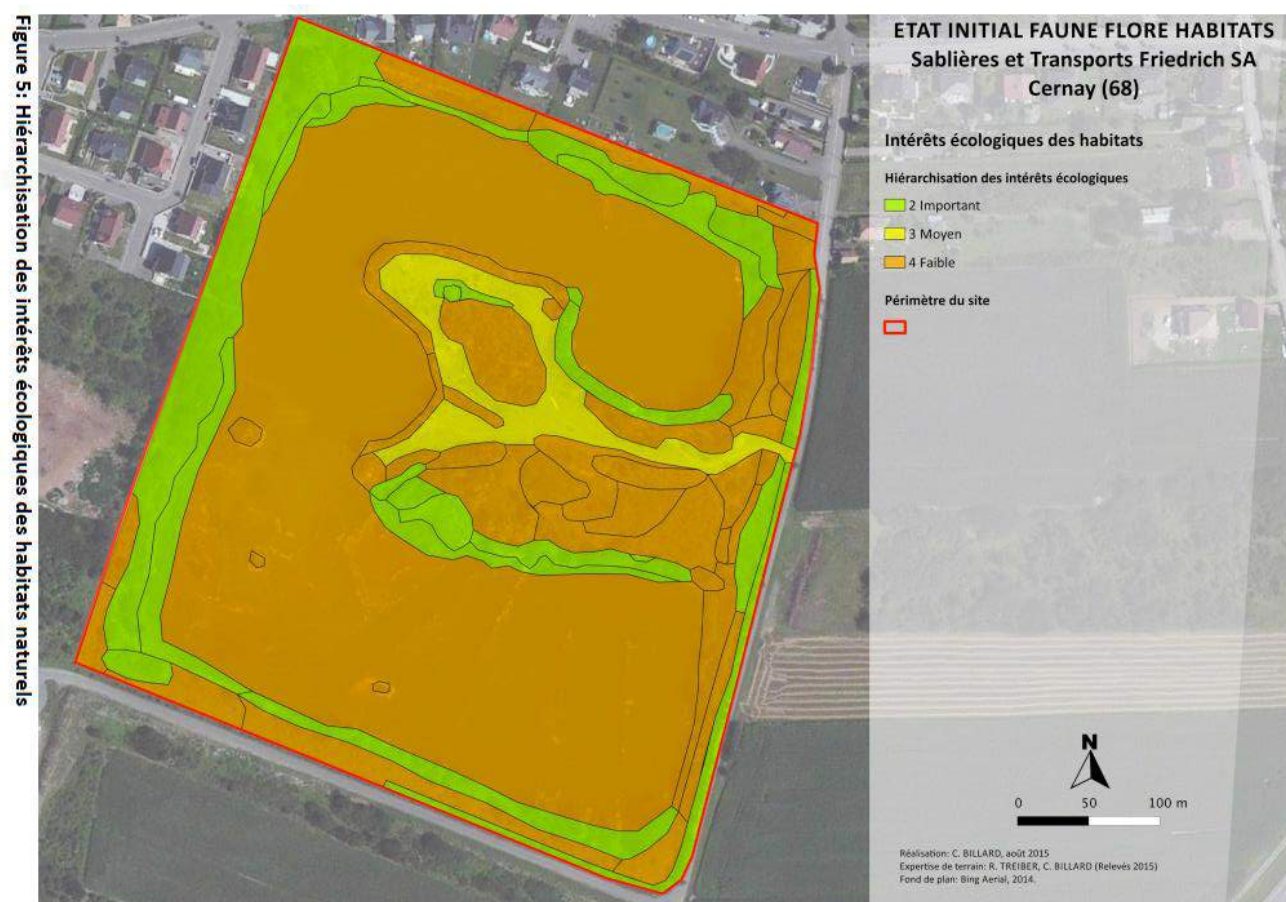 Figure 5: Hiérarchisation des intérêts écologiques des habitats naturels
ETAT INITIAL FAUNE FLORE HABITATS
Sablières et Transports Friedrich SA
Cernay (68)
Intérêts écologiques des habitats
Hiérarchisation des intérêts écologiques
2 Important
3 Moyen
4 Faible
Périmètre du site
N
0 50 100 m
Réalisation: C. BILLARD, août 2015
Expertise de terrain: R. TREIBER, C. BILLARD (Relevés 2015)
Fond de plan: Bing Aerial, 2014.